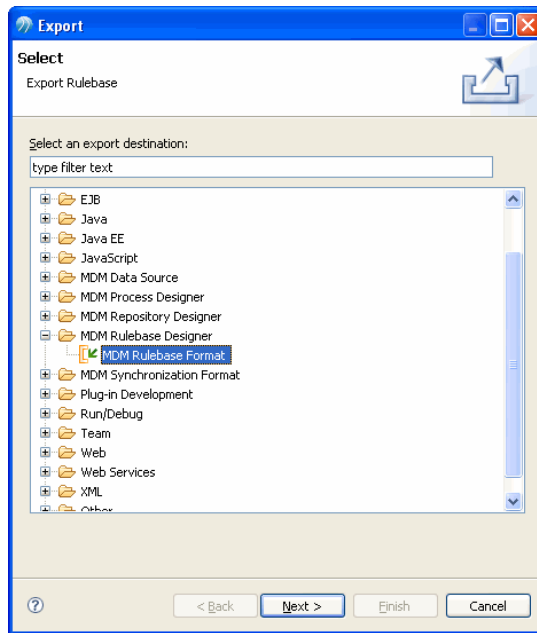 Export
Select
Export Rulebase
Select an export destination:
type filter text
EJB
Java
Java EE
JavaScript
MDM Data Source
MDM Process Designer
MDM Repository Designer
MDM Rulebase Designer
MDM Rulebase Format
MDM Synchronization Format
Plug-in Development
Run/Debug
Team
Web
Web Services
XML
Other
< Back Next > Finish Cancel